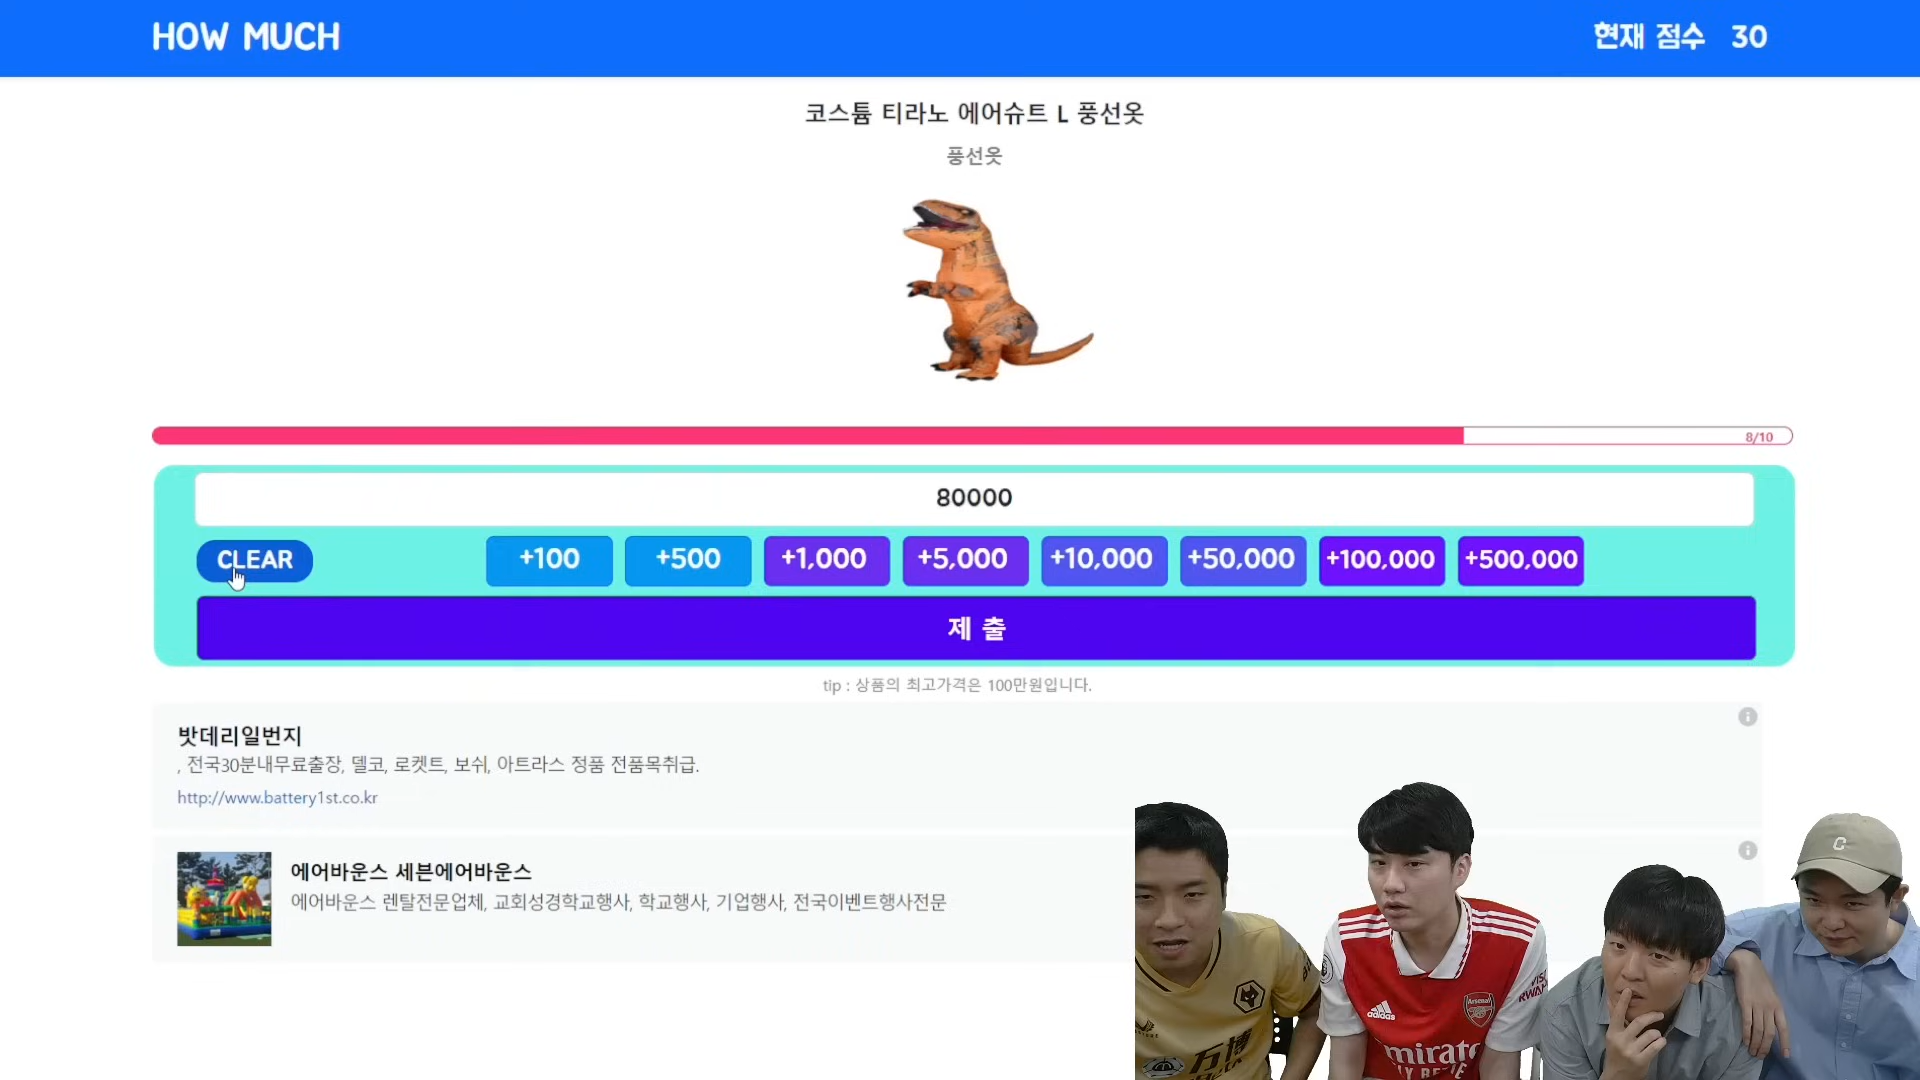 HOW MUCH
현재 점수 30
코스튬 티라노 에어슈트 L 풍선옷
풍선옷
8/10
80000
CLEAR
+100
+500
+1,000
+5,000
+10,000
+50,000
+100,000
+500,000
제 출
tip : 상품의 최고가격은 100만원입니다.
밧데리일번지
, 전국30분내무료출장, 델코, 로켓트, 보쉬, 아트라스 정품 전품목취급.
http://www.battery1st.co.kr
에어바운스 세븐에어바운스
에어바운스 렌탈전문업체, 교회성경학교행사, 학교행사, 기업행사, 전국이벤트행사전문
C
adidas
Arsenal
万博